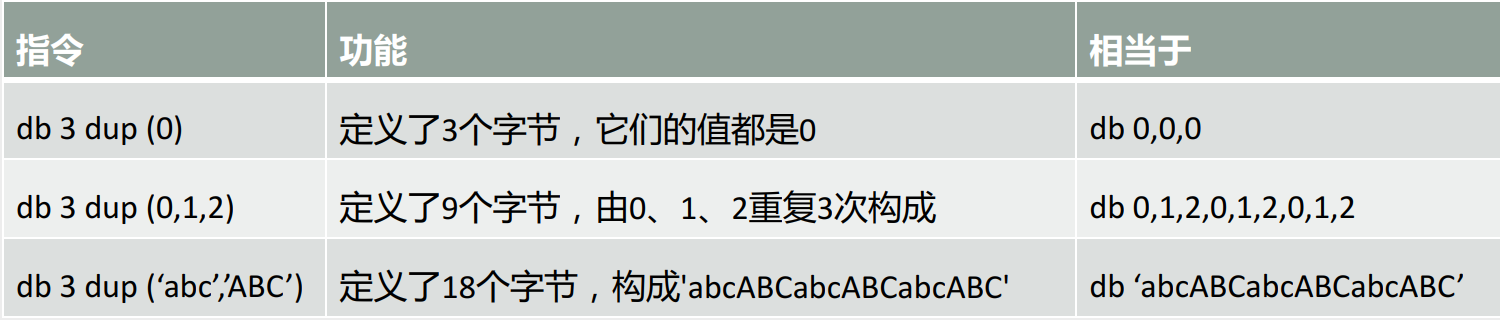 指令 功能 相当于
db 3 dup (0) 定义了3个字节，它们的值都是0 db 0,0,0
db 3 dup (0,1,2) 定义了9个字节，由0、1、2重复3次构成 db 0,1,2,0,1,2,0,1,2
db 3 dup (‘abc’,’ABC’) 定义了18个字节，构成'abcABCabcABCabcABC' db ‘abcABCabcABCabcABC’